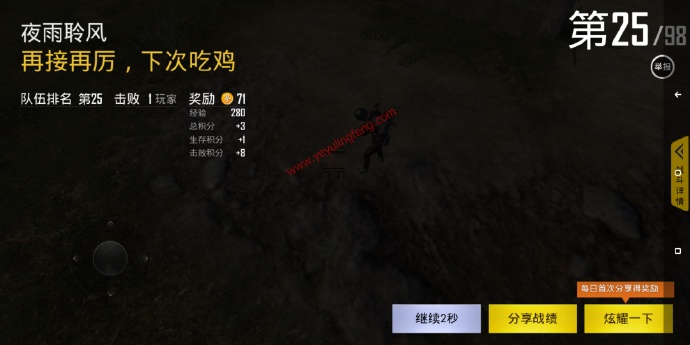 夜雨聆风
再接再厉，下次吃鸡
第25/98
举报
队伍排名 第25 击败 1玩家 奖励 71
经验 280
总积分 +3
生存积分 +1
击败积分 +8
www.yeyulingfeng.com
详情
每日首次分享得奖励
继续2秒
分享战绩
炫耀一下